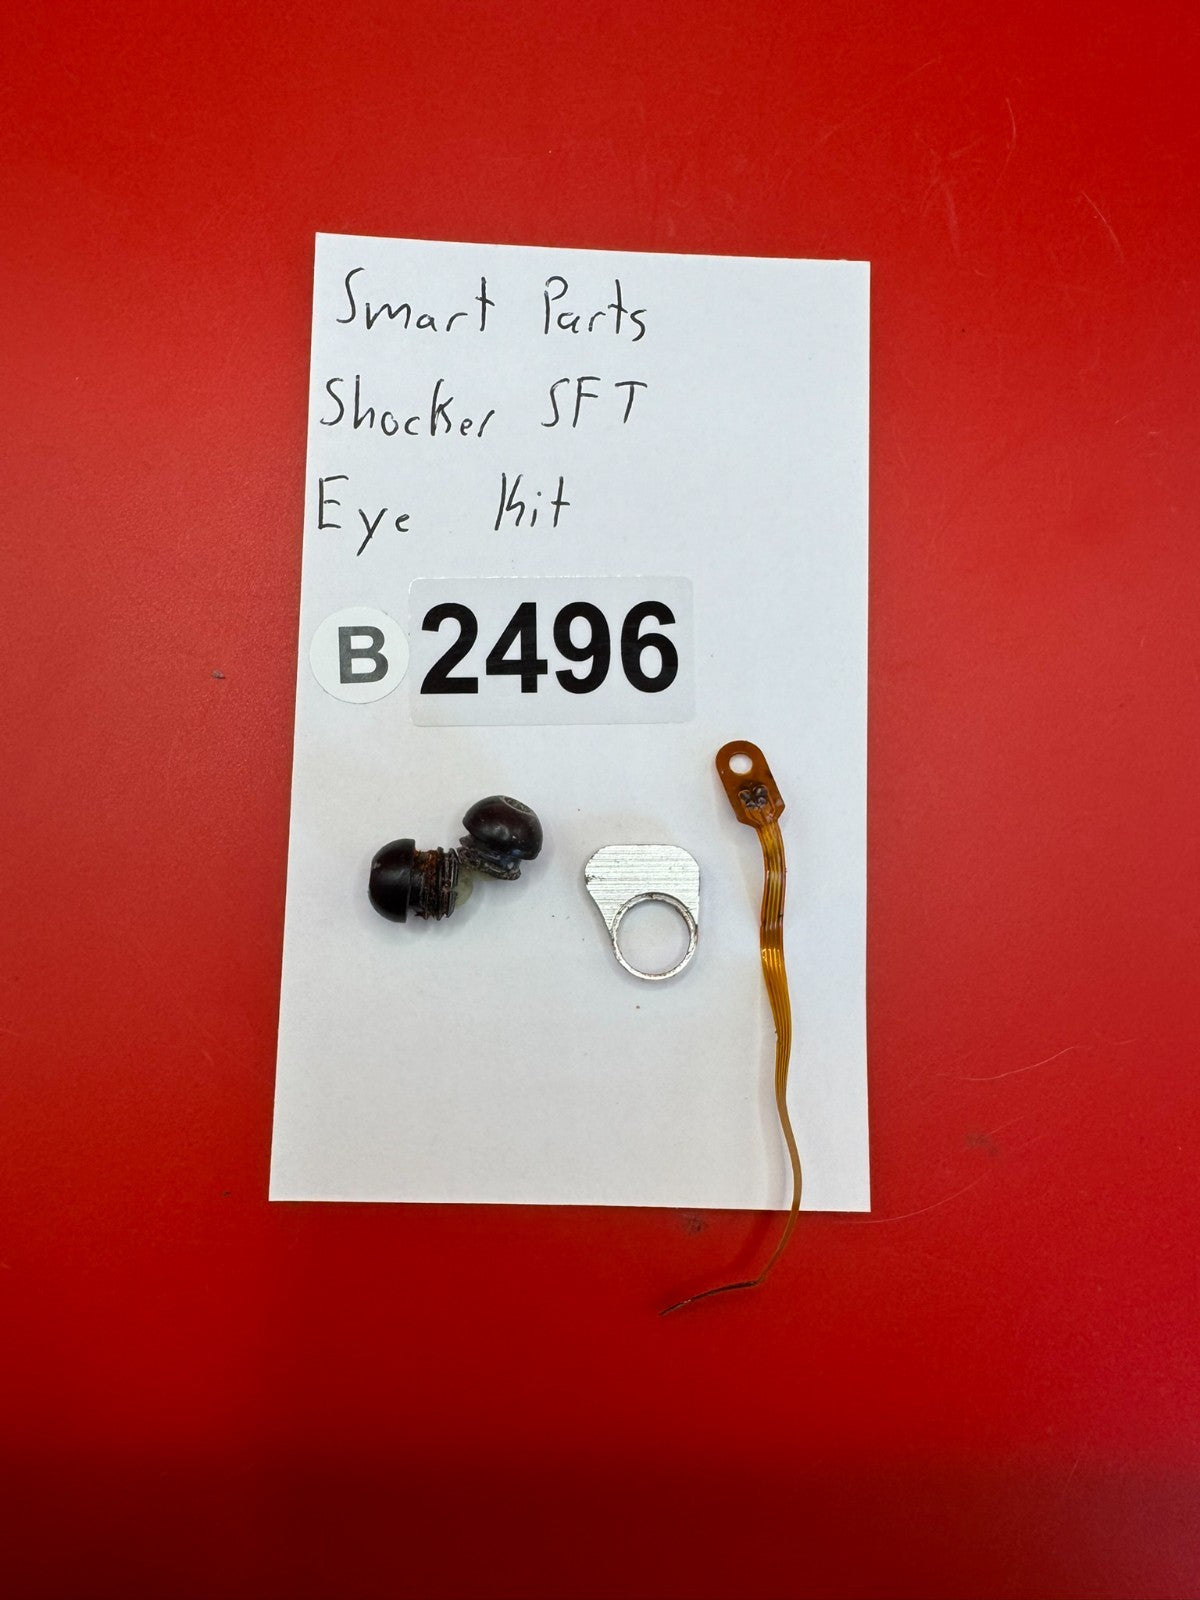 Smart Parts
Shocker SFT
Eye Kit
B 2496